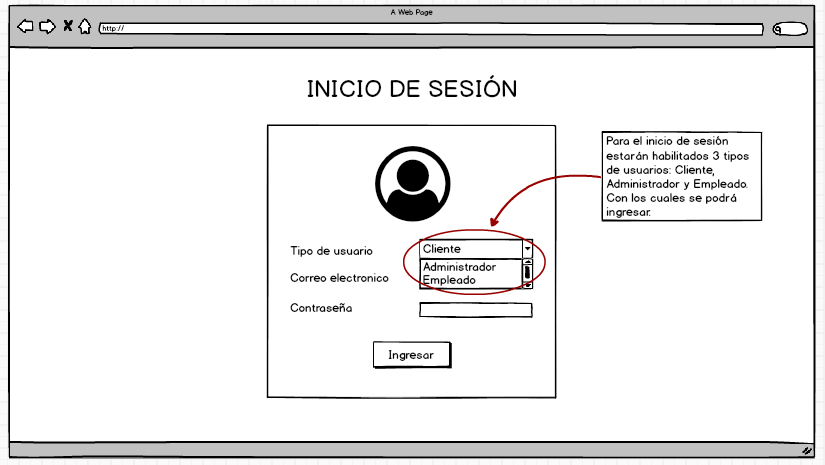 A Web Page
http://
INICIO DE SESIÓN
Para el inicio de sesión
estarán habilitados 3 tipos
de usuarios: Cliente,
Administrador y Empleado.
Con los cuales se podrá
ingresar.
Tipo de usuario
Cliente
Administrador
Correo electronico
Empleado
Contraseña
Ingresar